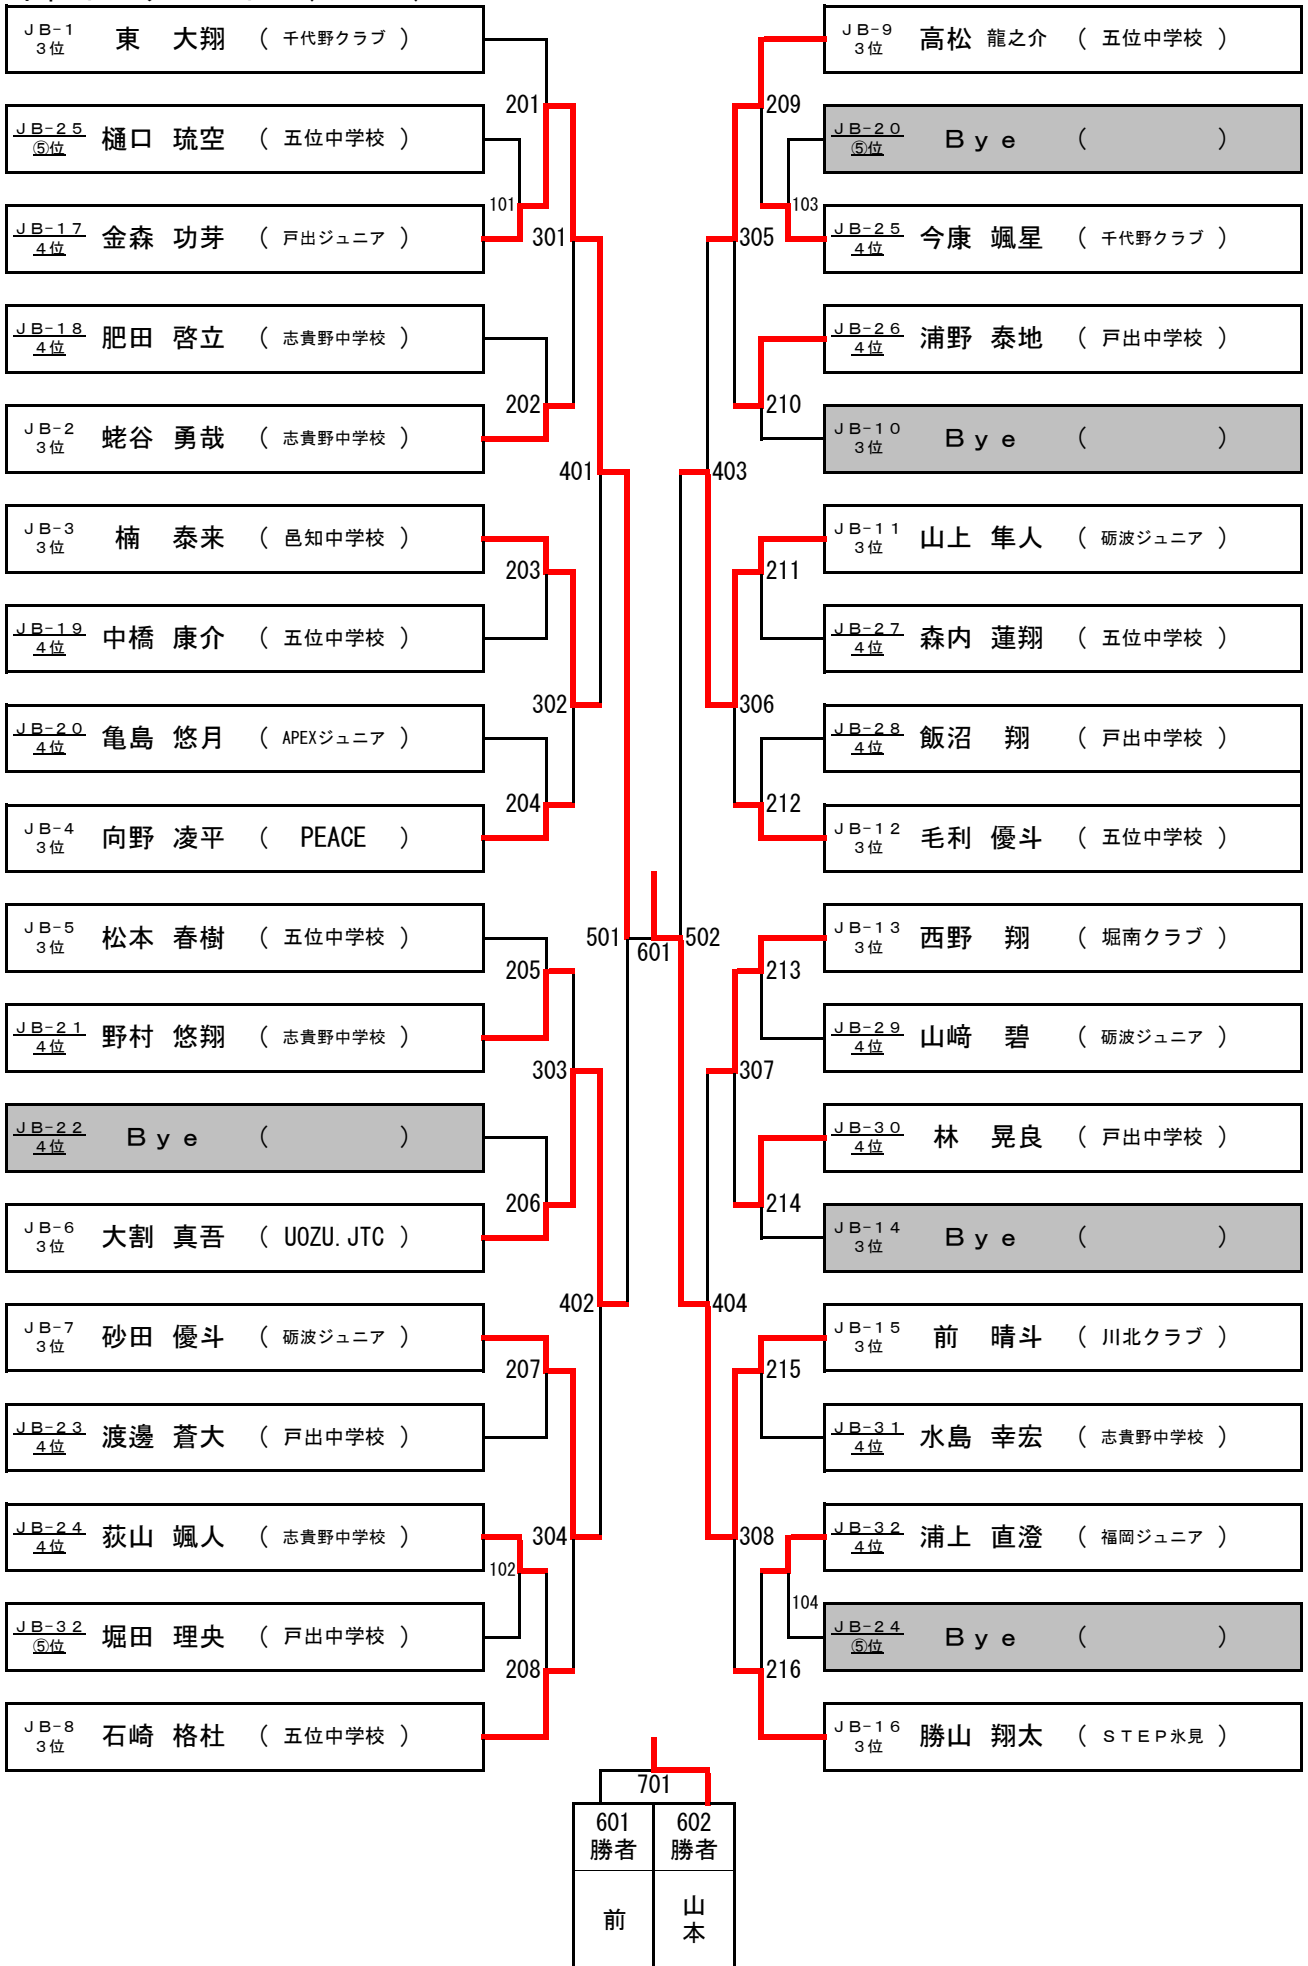 JB-1 3位 東 大翔 ( 千代野クラブ )
JB-25 ⑤位 樋口 琉空 ( 五位中学校 )
JB-17 4位 金森 功芽 ( 戸出ジュニア )
JB-18 4位 肥田 啓立 ( 志貴野中学校 )
JB-2 3位 蛯谷 勇哉 ( 志貴野中学校 )
JB-3 3位 楠 泰来 ( 邑知中学校 )
JB-19 4位 中橋 康介 ( 五位中学校 )
JB-20 4位 亀島 悠月 ( APEXジュニア )
JB-4 3位 向野 凌平 ( PEACE )
JB-5 3位 松本 春樹 ( 五位中学校 )
JB-21 4位 野村 悠翔 ( 志貴野中学校 )
JB-22 4位 Bye ( )
JB-6 3位 大割 真吾 ( UOZU.JTC )
JB-7 3位 砂田 優斗 ( 砺波ジュニア )
JB-23 4位 渡邊 蒼大 ( 戸出中学校 )
JB-24 4位 荻山 颯人 ( 志貴野中学校 )
JB-32 ⑤位 堀田 理央 ( 戸出中学校 )
JB-8 3位 石崎 格杜 ( 五位中学校 )
201
101
301
202
401
203
302
204
501
205
303
206
402
207
304
102
208
601
502
209
103
305
210
403
211
306
212
213
307
214
404
215
308
104
216
JB-9 3位 高松 龍之介 ( 五位中学校 )
JB-20 ⑤位 Bye ( )
JB-25 4位 今康 颯星 ( 千代野クラブ )
JB-26 4位 浦野 泰地 ( 戸出中学校 )
JB-10 3位 Bye ( )
JB-11 3位 山上 隼人 ( 砺波ジュニア )
JB-27 4位 森内 蓮翔 ( 五位中学校 )
JB-28 4位 飯沼 翔 ( 戸出中学校 )
JB-12 3位 毛利 優斗 ( 五位中学校 )
JB-13 3位 西野 翔 ( 堀南クラブ )
JB-29 4位 山﨑 碧 ( 砺波ジュニア )
JB-30 4位 林 晃良 ( 戸出中学校 )
JB-14 3位 Bye ( )
JB-15 3位 前 晴斗 ( 川北クラブ )
JB-31 4位 水島 幸宏 ( 志貴野中学校 )
JB-32 4位 浦上 直澄 ( 福岡ジュニア )
JB-24 ⑤位 Bye ( )
JB-16 3位 勝山 翔太 ( STEP氷見 )
701
601 勝者
602 勝者
前
山本